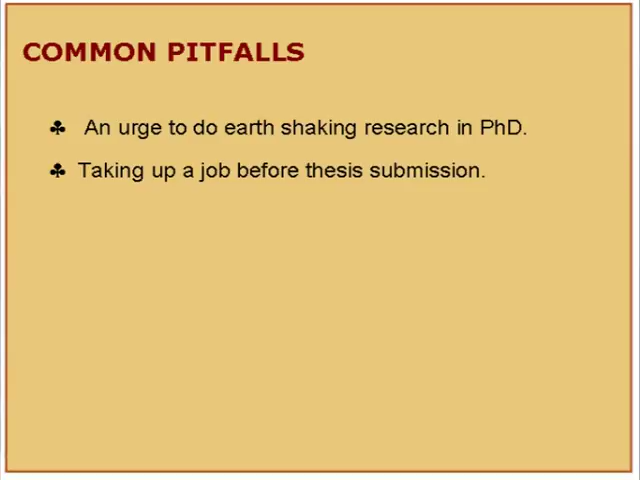 COMMON PITFALLS
♣ An urge to do earth shaking research in PhD.
♣ Taking up a job before thesis submission.